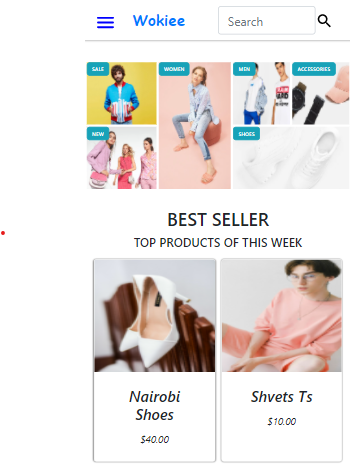 Wokiee
Search
SALE
WOMEN
MEN
ACCESSORIES
NEW
SHOES
BEST SELLER
TOP PRODUCTS OF THIS WEEK
Nairobi
Shoes
$40.00
Shvets Ts
$10.00